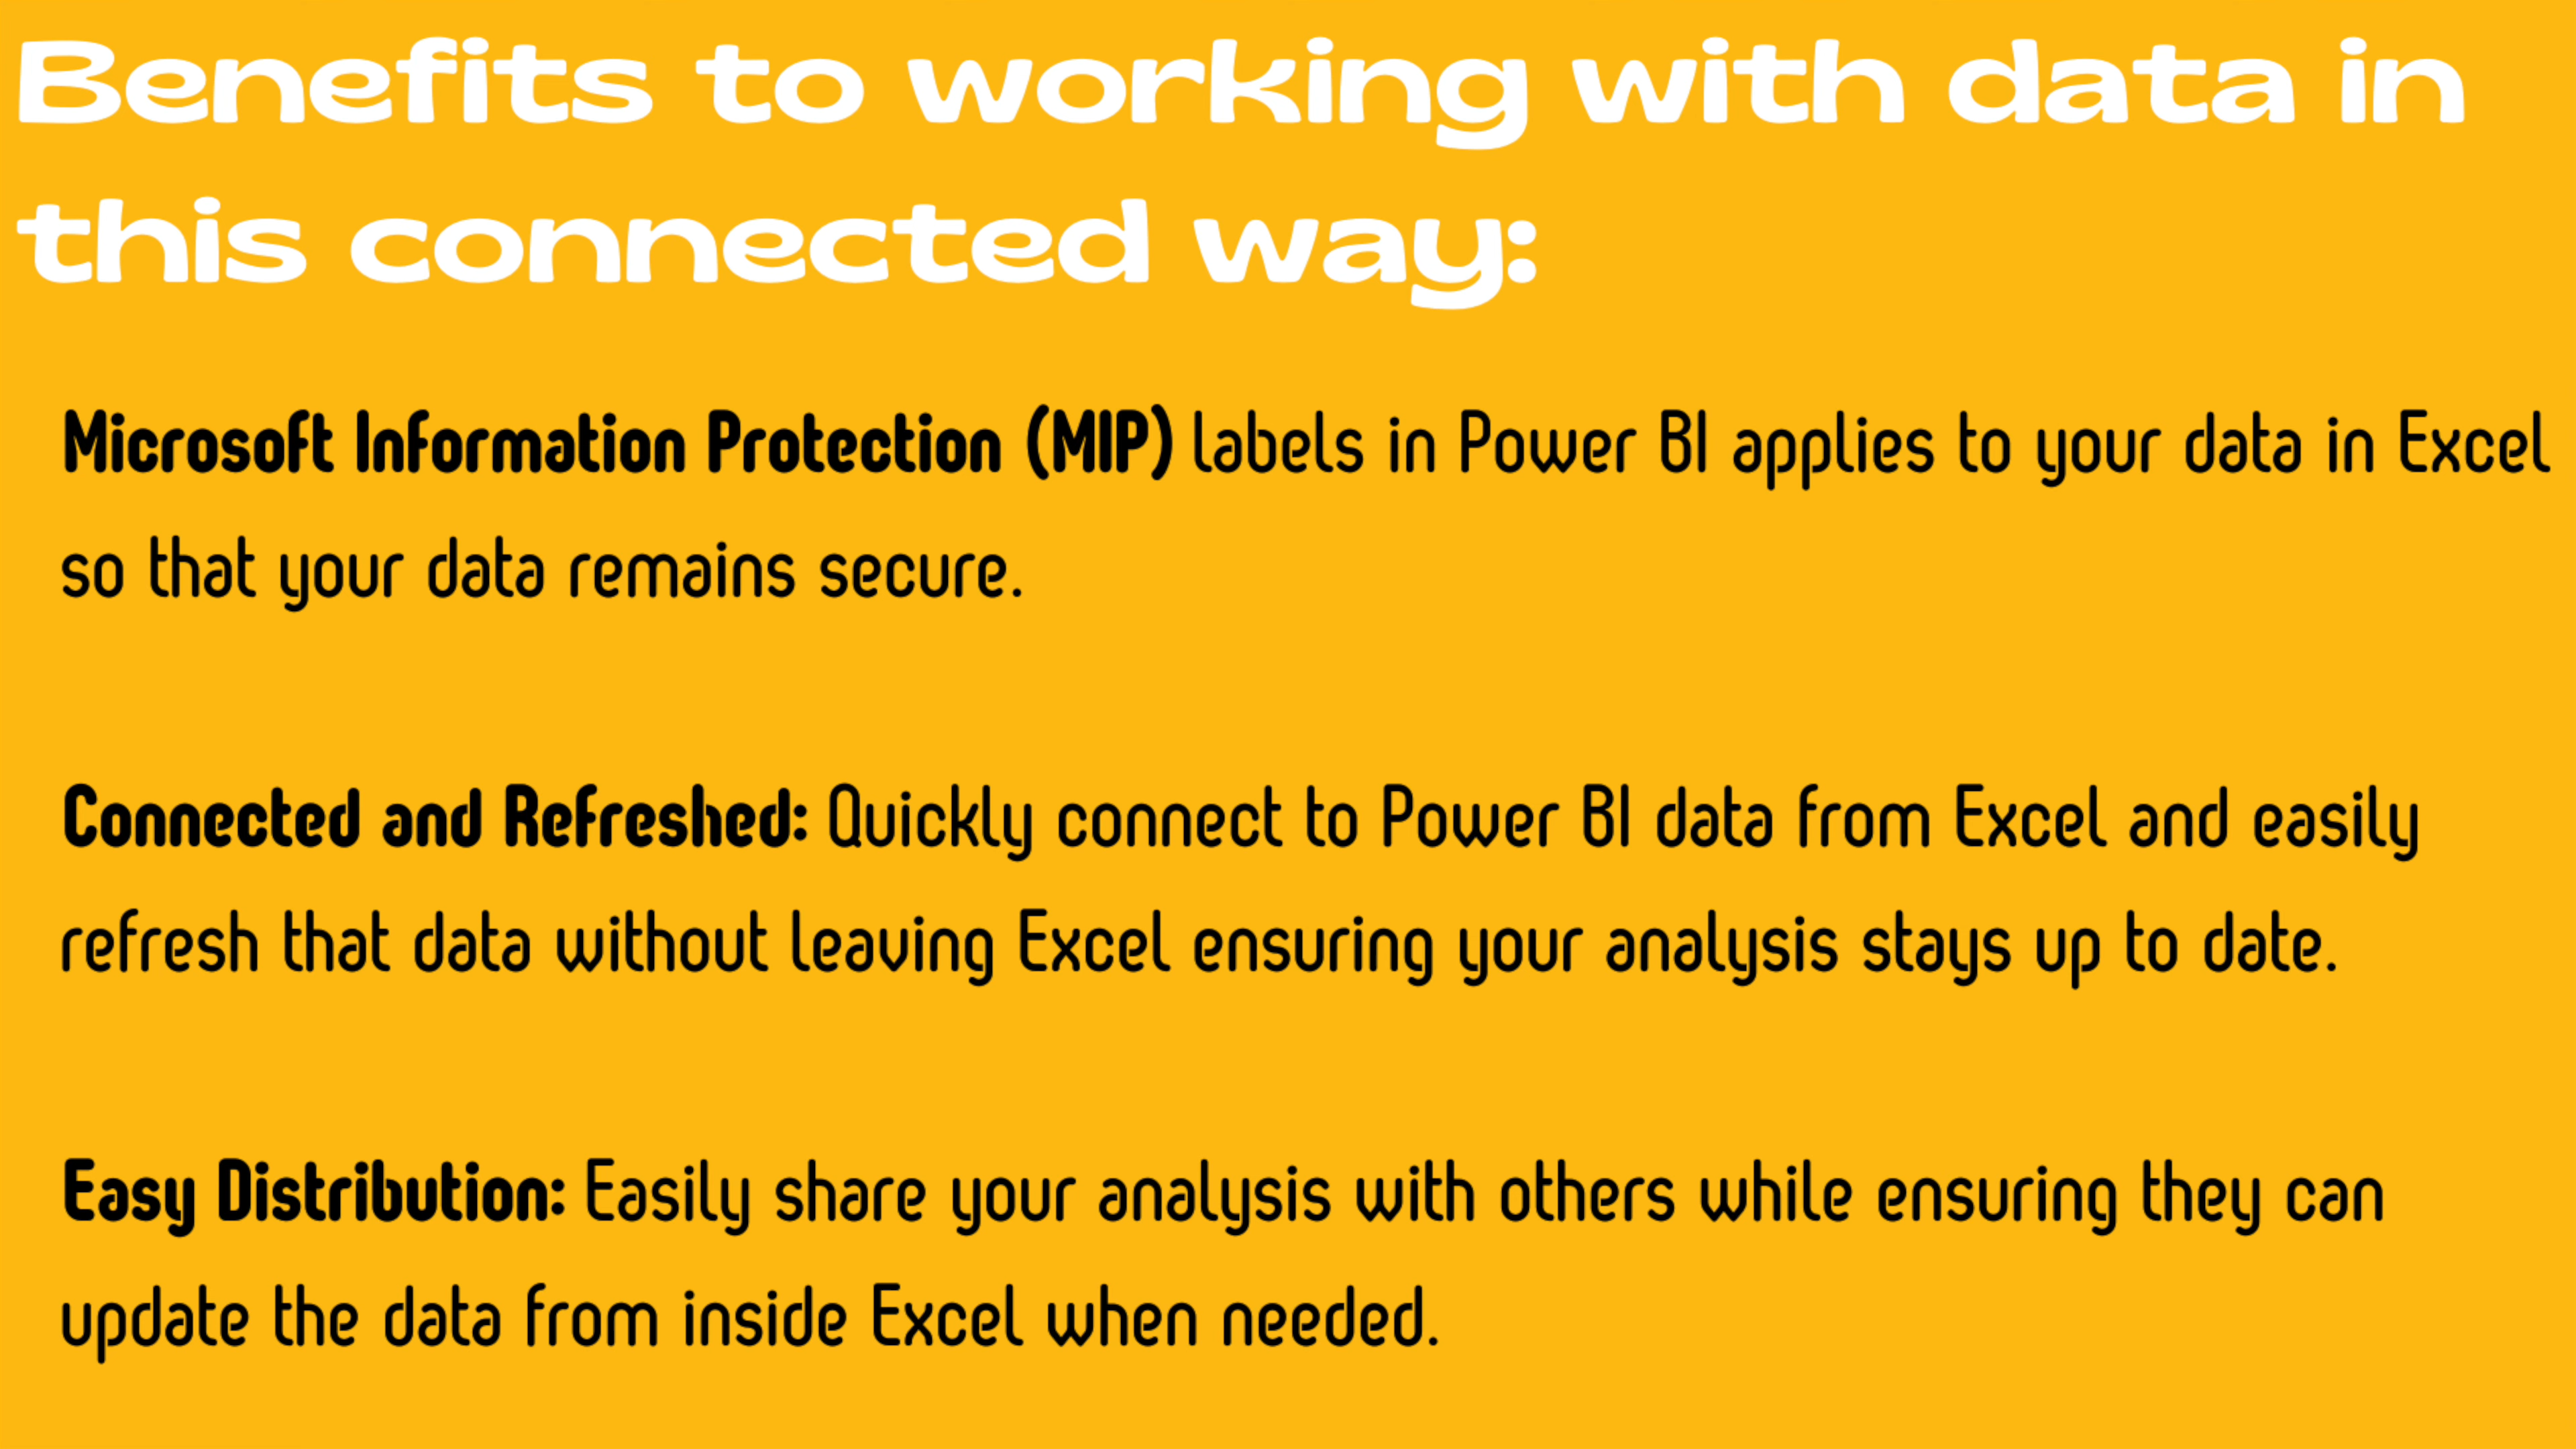 Benefits to working with data in
this connected way:
Microsoft Information Protection (MIP) labels in Power BI applies to your data in Excel
so that your data remains secure.
Connected and Refreshed: Quickly connect to Power BI data from Excel and easily
refresh that data without leaving Excel ensuring your analysis stays up to date.
Easy Distribution: Easily share your analysis with others while ensuring they can
update the data from inside Excel when needed.